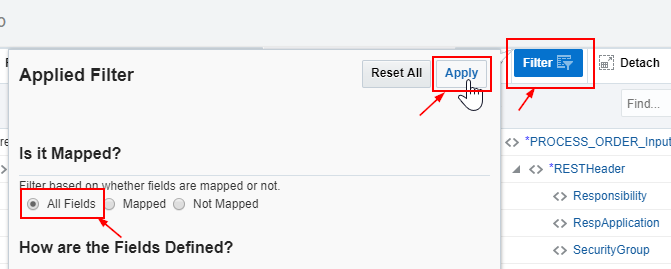 Filter
Detach
Applied Filter
Reset All
Apply
Find...
Is it Mapped?
*PROCESS_ORDER_Input
*RESTHeader
Filter based on whether fields are mapped or not.
All Fields
Mapped
Not Mapped
Responsibility
RespApplication
How are the Fields Defined?
SecurityGroup